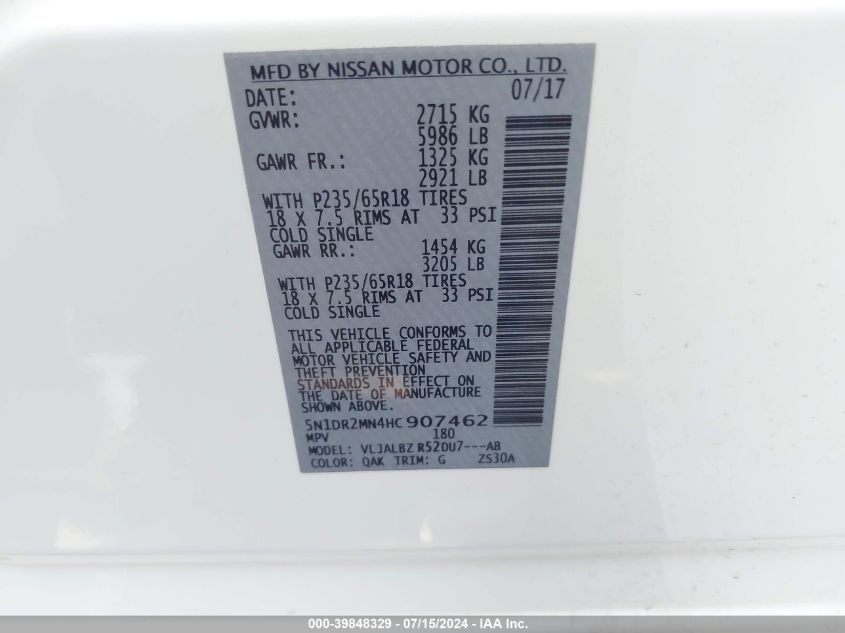 MFD BY NISSAN MOTOR CO., LTD.
DATE: 07/17
GVWR: 2715 KG
5986 LB
GAWR FR.: 1325 KG
2921 LB
WITH P235/65R18 TIRES
18 X 7.5 RIMS AT 33 PSI
COLD SINGLE
GAWR RR.: 1454 KG
3205 LB
WITH P235/65R18 TIRES
18 X 7.5 RIMS AT 33 PSI
COLD SINGLE
THIS VEHICLE CONFORMS TO
ALL APPLICABLE FEDERAL
MOTOR VEHICLE SAFETY AND
THEFT PREVENTION
STANDARDS IN EFFECT ON
THE DATE OF MANUFACTURE
SHOWN ABOVE.
5N1DR2MN4HC907462
MPV 180
MODEL: VLJALBZ R52DU7---AB
COLOR: QAK TRIM: G ZS30A
000-39848329 - 07/15/2024 - IAA Inc.